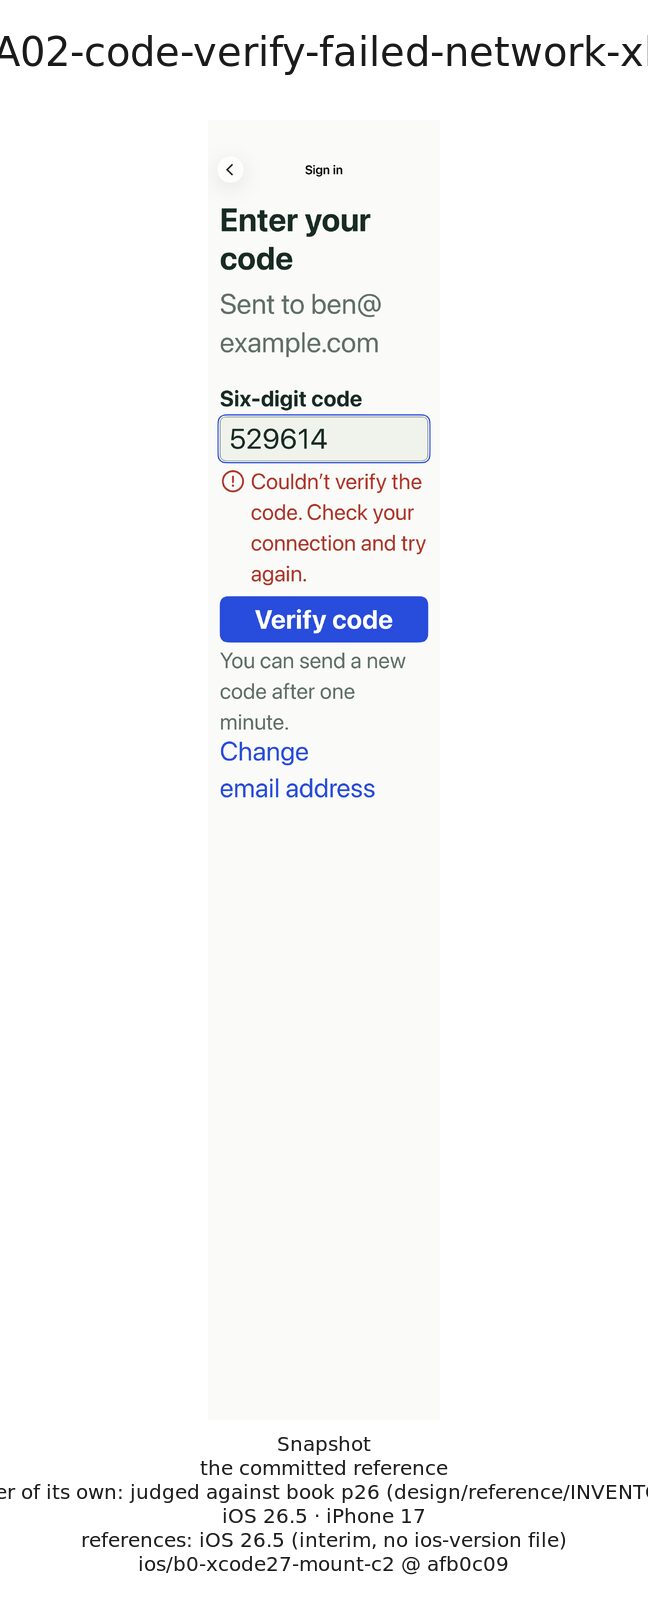 A02-code-verify-failed-network-x
Sign in
Enter your
code
Sent to ben@
example.com
Six-digit code
529614
Couldn’t verify the
code. Check your
connection and try
again.
Verify code
You can send a new
code after one
minute.
Change
email address
Snapshot
the committed reference
er of its own: judged against book p26 (design/reference/INVENT
iOS 26.5 · iPhone 17
references: iOS 26.5 (interim, no ios-version file)
ios/b0-xcode27-mount-c2 @ afb0c09